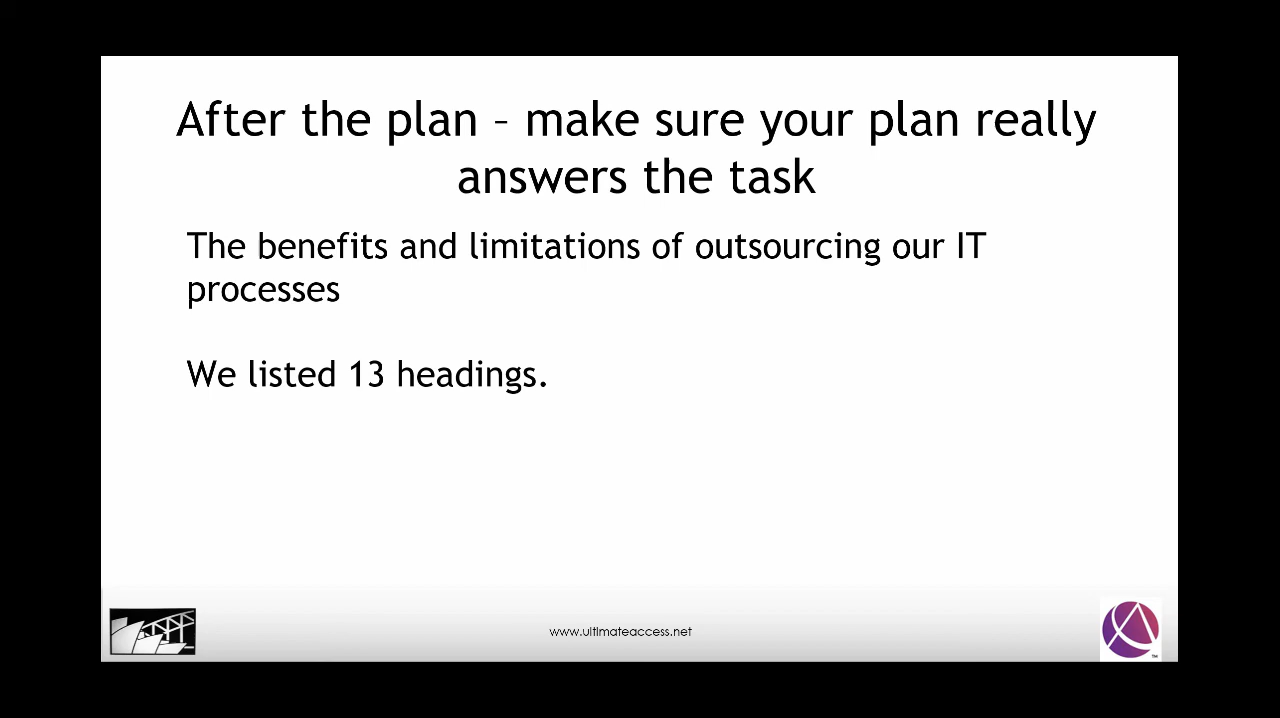 After the plan – make sure your plan really
answers the task
The benefits and limitations of outsourcing our IT
processes
We listed 13 headings.
www.ultimateaccess.net
TM